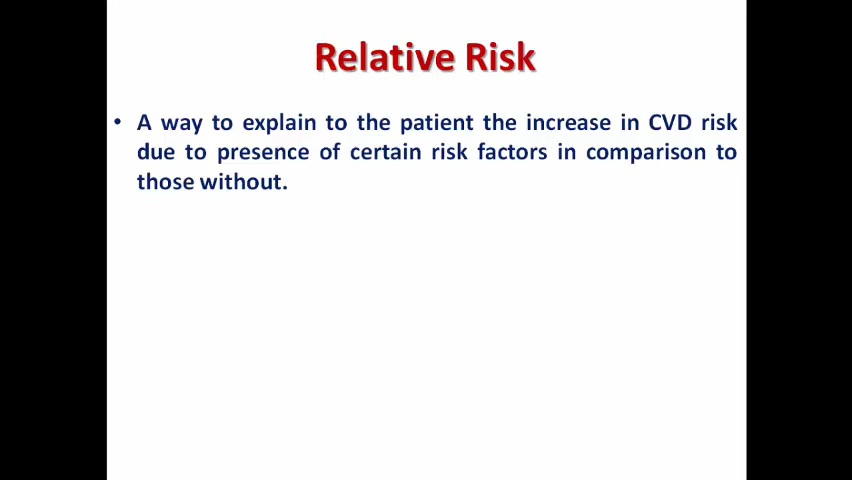 Relative Risk
• A way to explain to the patient the increase in CVD risk
due to presence of certain risk factors in comparison to
those without.